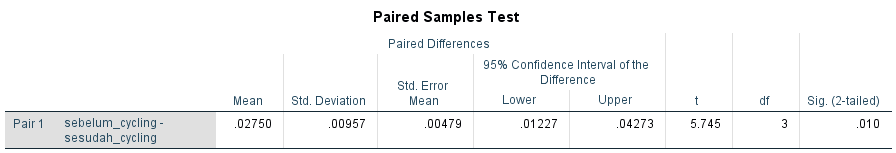 Paired Samples Test
Paired Differences
95% Confidence Interval of the
Difference
Mean Std. Deviation Std. Error
Mean Lower Upper t df Sig. (2-tailed)
Pair 1 sebelum_cycling -
sesudah_cycling .02750 .00957 .00479 .01227 .04273 5.745 3 .010